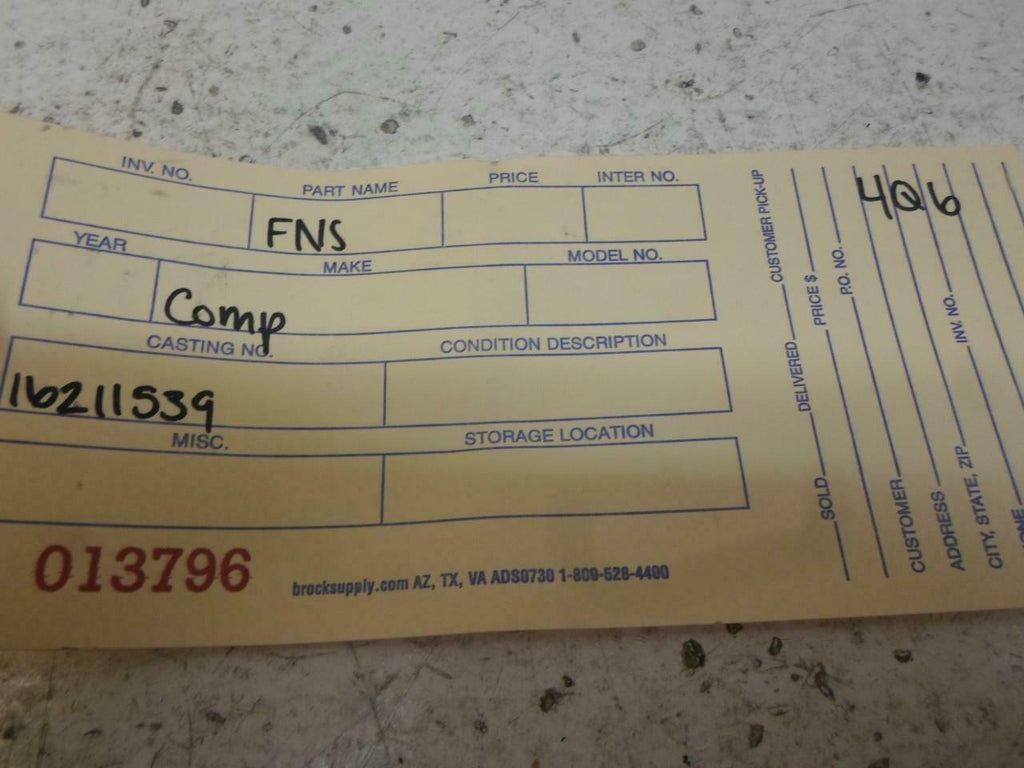 INV. NO. PART NAME PRICE INTER NO.
FNS
YEAR MAKE MODEL NO.
Comp
CASTING NO. CONDITION DESCRIPTION
16211539
MISC. STORAGE LOCATION
013796
brocksupply.com AZ, TX, VA ADS0730 1-800-528-4400
SOLD DELIVERED CUSTOMER PICK-UP
PRICE $
P.O. NO.
4Q6
CUSTOMER
ADDRESS INV. NO.
CITY, STATE, ZIP